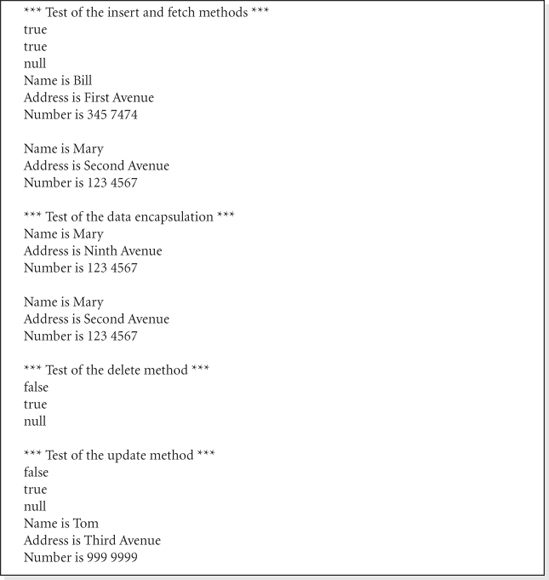 *** Test of the insert and fetch methods ***
true
true
null
Name is Bill
Address is First Avenue
Number is 345 7474
Name is Mary
Address is Second Avenue
Number is 123 4567
*** Test of the data encapsulation ***
Name is Mary
Address is Ninth Avenue
Number is 123 4567
Name is Mary
Address is Second Avenue
Number is 123 4567
*** Test of the delete method ***
false
true
null
*** Test of the update method ***
false
true
null
Name is Tom
Address is Third Avenue
Number is 999 9999